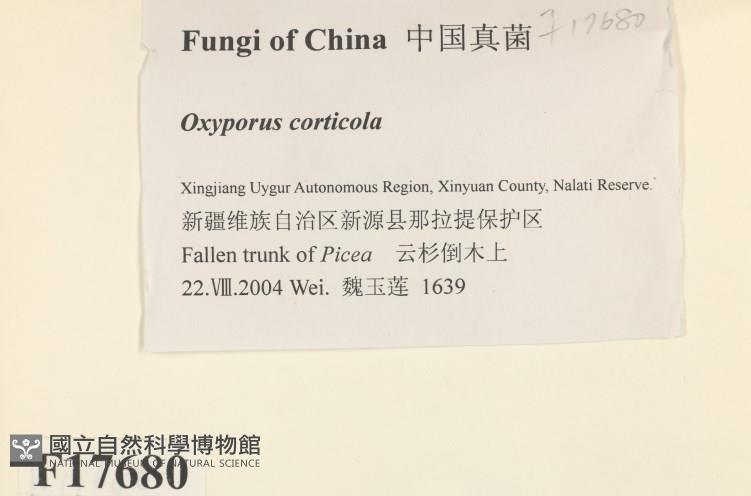 Fungi of China 中国真菌 F17680
Oxyporus corticola
Xingjiang Uygur Autonomous Region, Xinyuan County, Nalati Reserve.
新疆维族自治区新源县那拉提保护区
Fallen trunk of Picea 云杉倒木上
22.Ⅷ.2004 Wei. 魏玉莲 1639
國立自然科學博物館
NATIONAL MUSEUM OF NATURAL SCIENCE
F17680